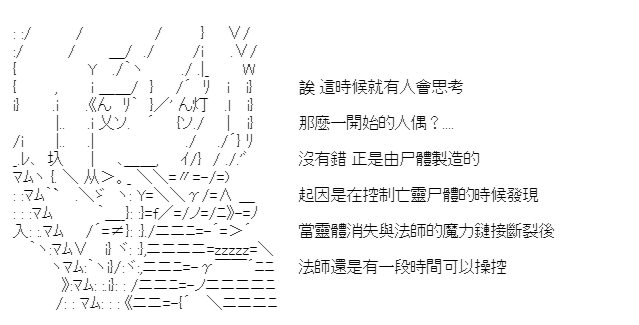 誒 這時候就有人會思考
那麼一開始的人偶？....
沒有錯 正是由尸體製造的
起因是在控制亡靈尸體的時候發現
當靈體消失與法師的魔力鏈接斷裂後
法師還是有一段時間可以操控